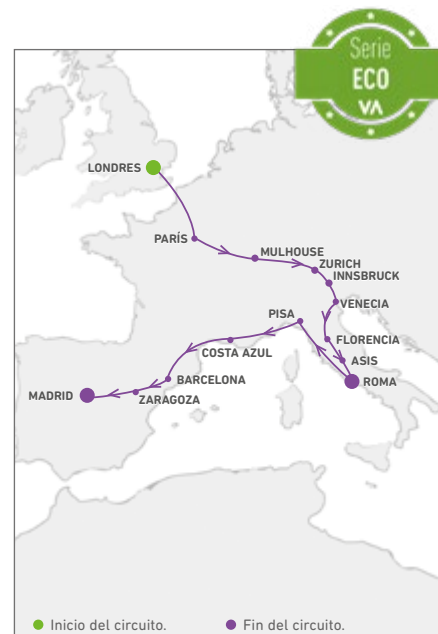 Serie
ECO
VA
LONDRES
PARÍS
MULHOUSE
ZURICH
INNSBRUCK
VENECIA
PISA
FLORENCIA
COSTA AZUL
ASIS
BARCELONA
ROMA
MADRID
ZARAGOZA
Inicio del circuito.
Fin del circuito.